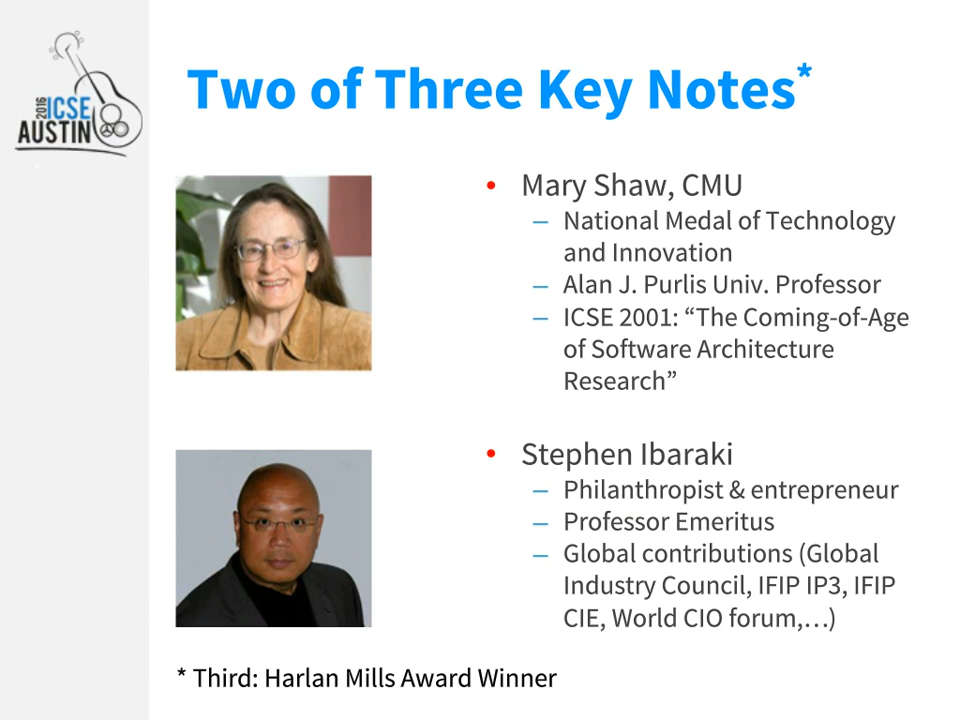 2016 ICSE
AUSTIN
Two of Three Key Notes*
• Mary Shaw, CMU
– National Medal of Technology
and Innovation
– Alan J. Purlis Univ. Professor
– ICSE 2001: “The Coming-of-Age
of Software Architecture
Research”
• Stephen Ibaraki
– Philanthropist & entrepreneur
– Professor Emeritus
– Global contributions (Global
Industry Council, IFIP IP3, IFIP
CIE, World CIO forum,…)
* Third: Harlan Mills Award Winner